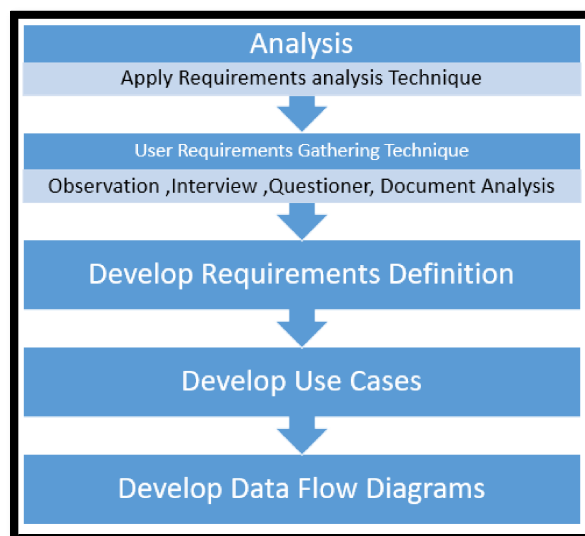 Analysis
Apply Requirements analysis Technique
User Requirements Gathering Technique
Observation ,Interview ,Questioner, Document Analysis
Develop Requirements Definition
Develop Use Cases
Develop Data Flow Diagrams